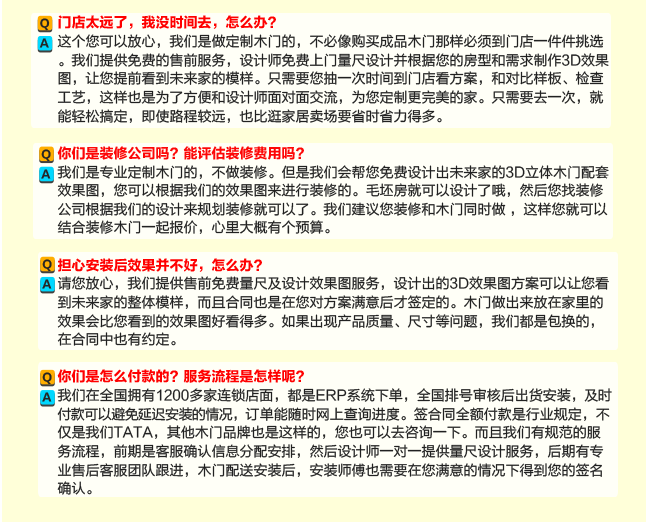 Q 门店太远了，我没时间去，怎么办？
A 这个您可以放心，我们是做定制木门的，不必像购买成品木门那样必须到门店一件件挑选
。我们提供免费的售前服务，设计师免费上门量尺设计并根据您的房型和需求制作3D效果
图，让您提前看到未来家的模样。只需要您抽一次时间到门店看方案，和对比样板、检查
工艺，这样也是为了方便和设计师面对面交流，为您定制更完美的家。只需要去一次，就
能轻松搞定，即使路程较远，也比逛家居卖场要省时省力得多。
Q 你们是装修公司吗？能评估装修费用吗？
A 我们是专业定制木门的，不做装修。但是我们会帮您免费设计出未来家的3D立体木门配套
效果图，您可以根据我们的效果图来进行装修的。毛坯房就可以设计了哦，然后您找装修
公司根据我们的设计来规划装修就可以了。我们建议您装修和木门同时做 ，这样您就可以
结合装修木门一起报价，心里大概有个预算。
Q 担心安装后效果并不好，怎么办？
A 请您放心，我们提供售前免费量尺及设计效果图服务，设计出的3D效果图方案可以让您看
到未来家的整体模样，而且合同也是在您对方案满意后才签定的。木门做出来放在家里的
效果会比您看到的效果图好看得多。如果出现产品质量、尺寸等问题，我们都是包换的，
在合同中也有约定。
Q 你们是怎么付款的？服务流程是怎样呢？
A 我们在全国拥有1200多家连锁店面，都是ERP系统下单，全国排号审核后出货安装，及时
付款可以避免延迟安装的情况，订单能随时网上查询进度。签合同全额付款是行业规定，不
仅是我们TATA，其他木门品牌也是这样的，您也可以去咨询一下。而且我们有规范的服
务流程，前期是客服确认信息分配安排，然后设计师一对一提供量尺设计服务，后期有专
业售后客服团队跟进，木门配送安装后，安装师傅也需要在您满意的情况下得到您的签名
确认。